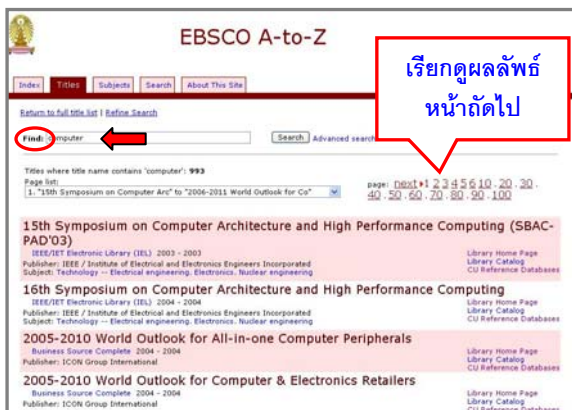 EBSCO A-to-Z
เรียกดูผลลัพธ์
หน้าถัดไป
Index Titles Subjects Search About This Site
Return to full title list | Refine Search
Find: computer Search Advanced search
Titles where title name contains 'computer': 993
Page list:
1. "15th Symposium on Computer Arc" to "2006-2011 World Outlook for Co"
page: next 1 2 3 4 5 6 10 . 20 . 30 .
40 . 50 . 60 . 70 . 80 . 90 . 100
15th Symposium on Computer Architecture and High Performance Computing (SBAC-
PAD'03)
IEEE/IET Electronic Library (IEL) 2003 - 2003
Publisher: IEEE / Institute of Electrical and Electronics Engineers Incorporated
Subject: Technology -- Electrical engineering. Electronics. Nuclear engineering
Library Home Page
Library Catalog
CU Reference Databases
16th Symposium on Computer Architecture and High Performance Computing
IEEE/IET Electronic Library (IEL) 2004 - 2004
Publisher: IEEE / Institute of Electrical and Electronics Engineers Incorporated
Subject: Technology -- Electrical engineering. Electronics. Nuclear engineering
Library Home Page
Library Catalog
CU Reference Databases
2005-2010 World Outlook for All-in-one Computer Peripherals
Business Source Complete 2004 - 2004
Publisher: ICON Group International
Library Home Page
Library Catalog
CU Reference Databases
2005-2010 World Outlook for Computer & Electronics Retailers
Business Source Complete 2004 - 2004
Publisher: ICON Group International
Library Home Page
Library Catalog
CU Reference Databases